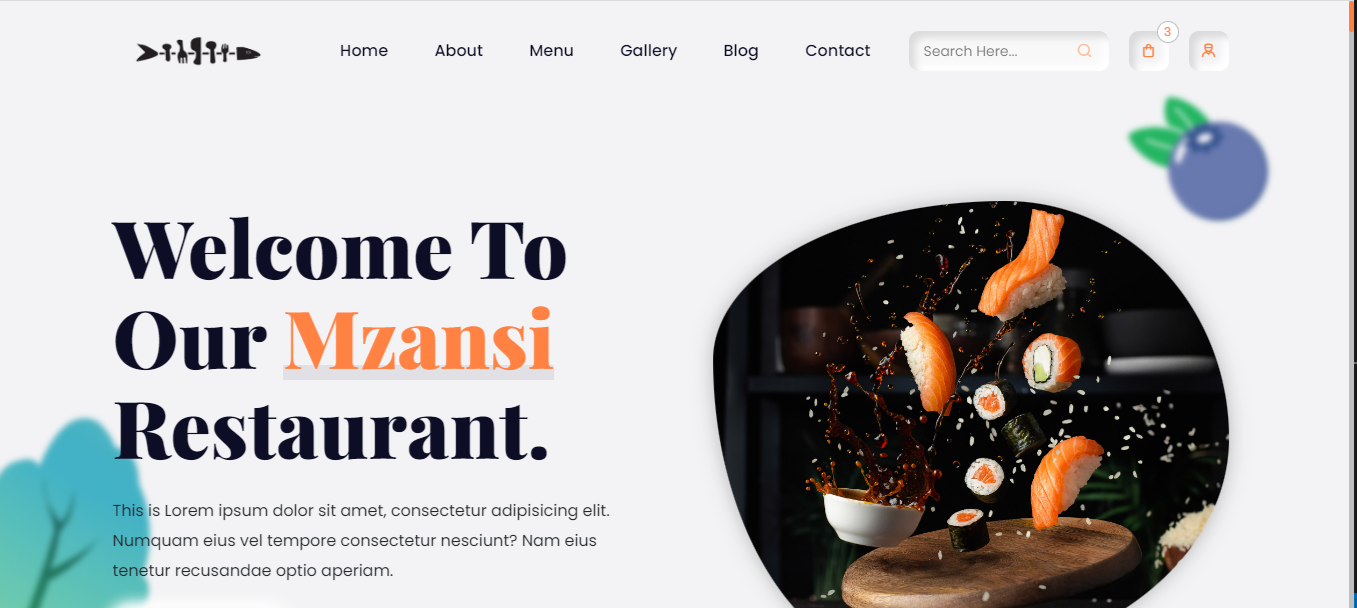 Home About Menu Gallery Blog Contact Search Here... 3
Welcome To
Our Mzansi
Restaurant.
This is Lorem ipsum dolor sit amet, consectetur adipisicing elit.
Numquam eius vel tempore consectetur nesciunt? Nam eius
tenetur recusandae optio aperiam.